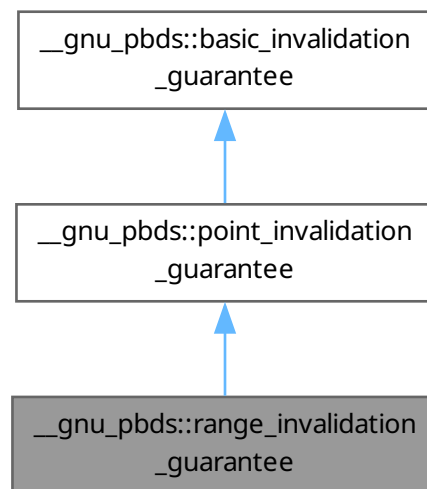 __gnu_pbds::basic_invalidation
_guarantee
__gnu_pbds::point_invalidation
_guarantee
__gnu_pbds::range_invalidation
_guarantee